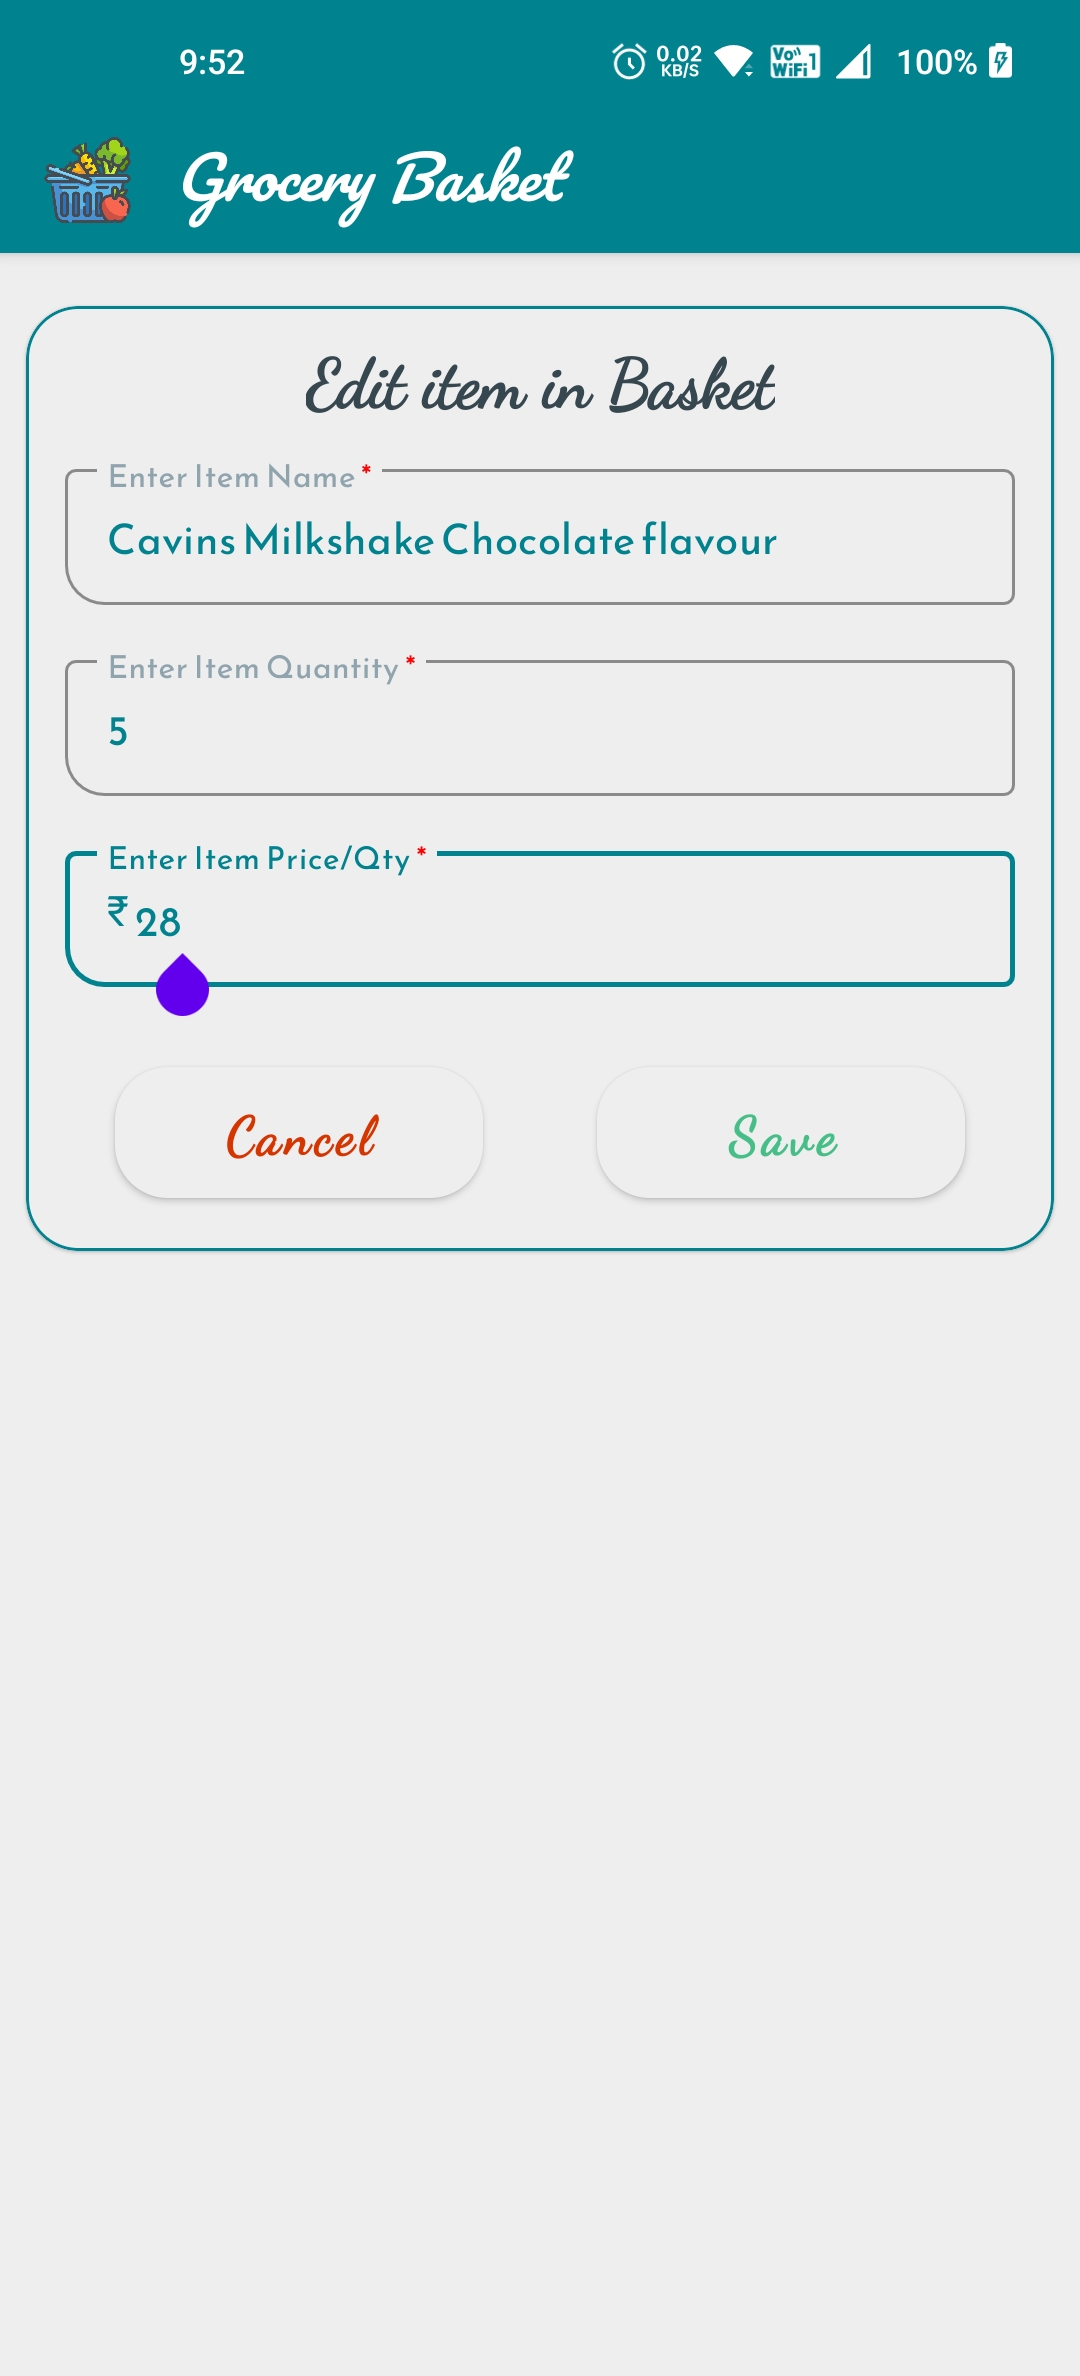 9:52 0.02 KB/S Vo WiFi 1 100%
Grocery Basket
Edit item in Basket
Enter Item Name *
Cavins Milkshake Chocolate flavour
Enter Item Quantity *
5
Enter Item Price/Qty *
₹ 28
Cancel Save